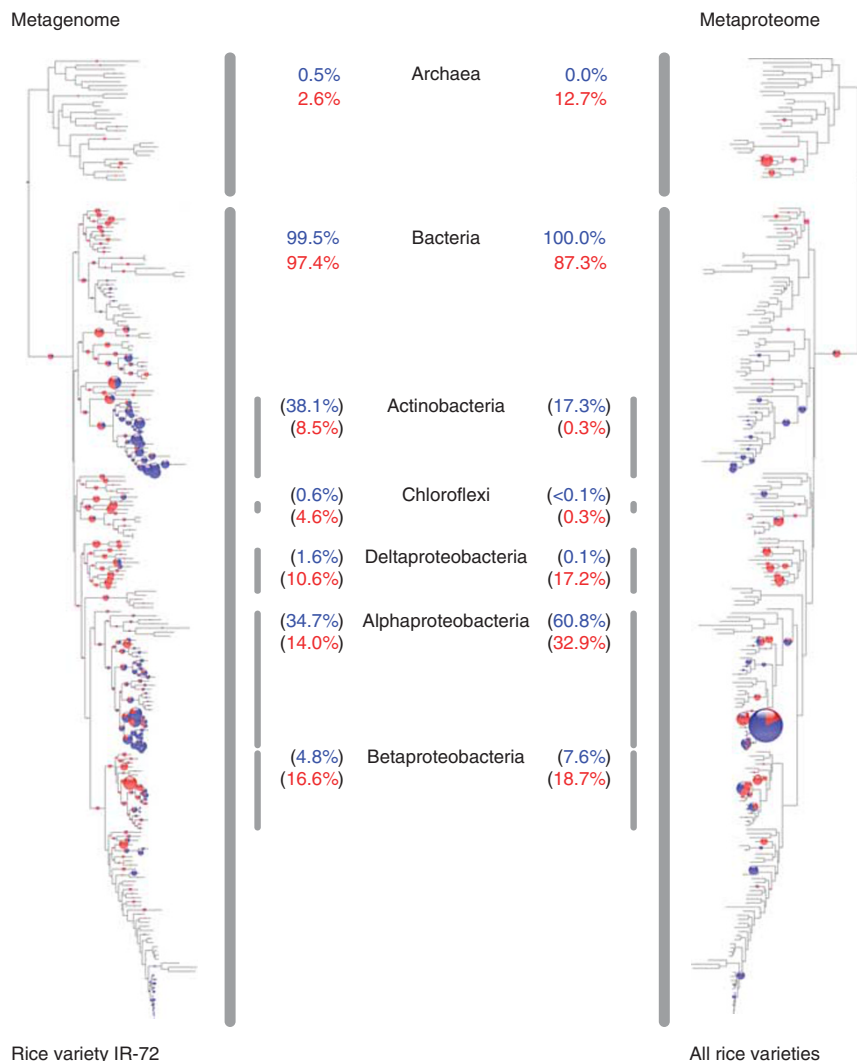 Metagenome Metaproteome
0.5% Archaea 0.0%
2.6% 12.7%
99.5% Bacteria 100.0%
97.4% 87.3%
(38.1%) Actinobacteria (17.3%)
(8.5%) (0.3%)
(0.6%) Chloroflexi (<0.1%)
(4.6%) (0.3%)
(1.6%) Deltaproteobacteria (0.1%)
(10.6%) (17.2%)
(34.7%) Alphaproteobacteria (60.8%)
(14.0%) (32.9%)
(4.8%) Betaproteobacteria (7.6%)
(16.6%) (18.7%)
Rice variety IR-72 All rice varieties